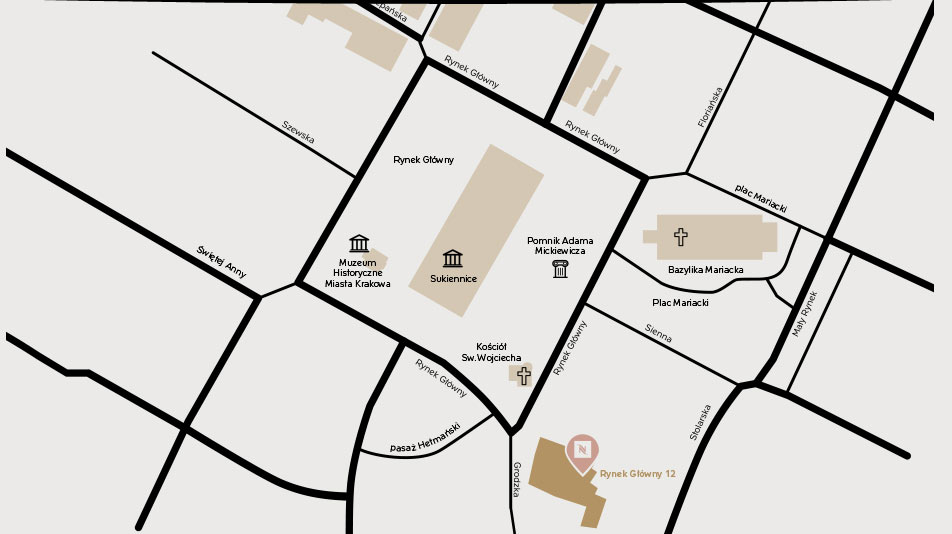 Rynek Główny
Rynek Główny
Floriańska
Szewska
Rynek Główny
plac Mariacki
Świętej Anny
Muzeum
Historyczne
Miasta Krakowa
Sukiennice
Pomnik Adama
Mickiewicza
Bazylika Mariacka
Plac Mariacki
Mały Rynek
Sienna
Rynek Główny
Kościół
Sw.Wojciecha
Rynek Główny
pasaż Hetmański
Stolarska
Grodzka
N
Rynek Główny 12